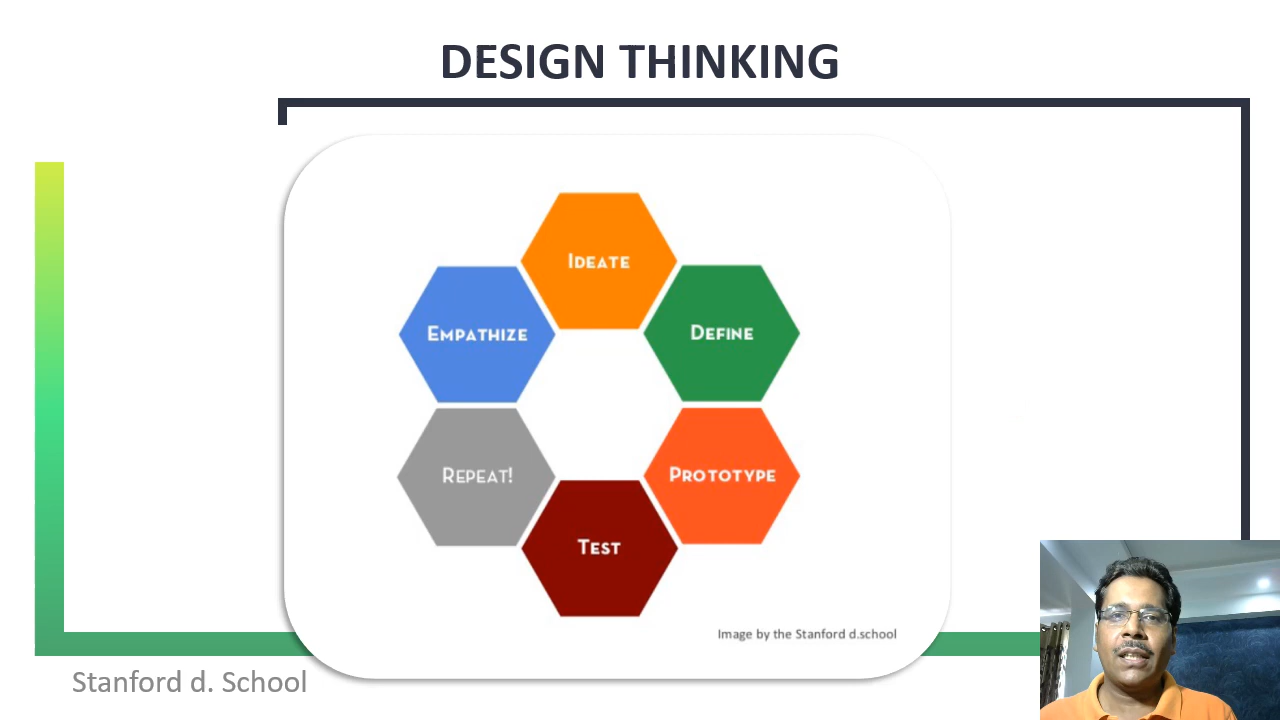 DESIGN THINKING
IDEATE
EMPATHIZE
DEFINE
REPEAT!
PROTOTYPE
TEST
Image by the Stanford d.school
Stanford d. School